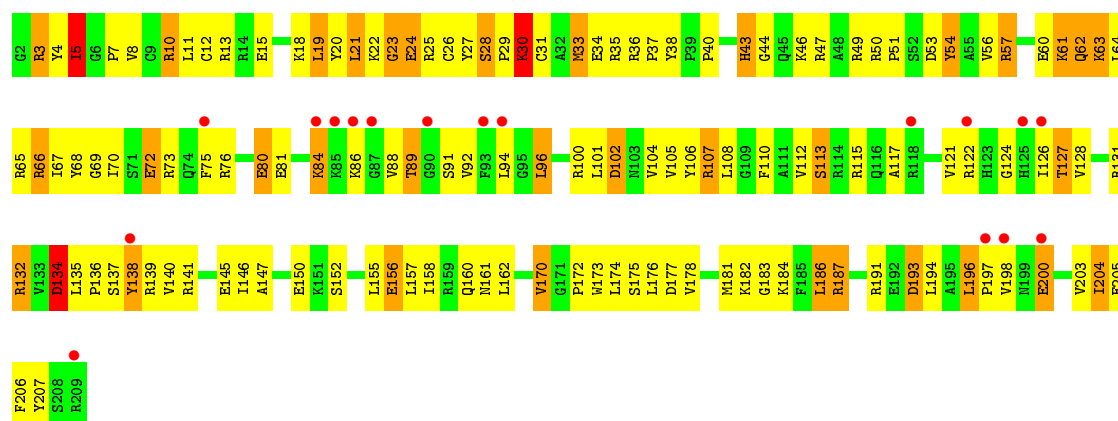 G2 R3 Y4 I5 G6 P7 V8 C9 R10 L11 C12 R13 R14 E15 K18 L19 Y20 L21 K22 G23 E24 R25 C26 Y27 S28 P29 K30 C31 A32 M33 E34 R35 R36 P37 Y38 P39 P40 H43 G44 Q45 K46 R47 A48 R49 R50 P51 S52 D53 Y54 A55 V56 R57 E60 K61 Q62 K63 L64
R65 R66 I67 Y68 G69 I70 S71 E72 R73 Q74 F75 R76 E80 E81 K84 K85 K86 G87 V88 T89 G90 S91 V92 F93 L94 G95 L96 R100 L101 D102 N103 V104 V105 Y106 R107 L108 G109 F110 A111 V112 S113 R114 R115 Q116 A117 R118 V121 R122 H123 G124 H125 I126 T127 V128 R131
R132 V133 D134 L135 P136 S137 Y138 R139 V140 R141 E145 I146 A147 E150 K151 S152 L155 E156 L157 I158 R159 Q160 N161 L162 V170 G171 P172 W173 L174 S175 L176 D177 V178 M181 K182 G183 K184 F185 L186 R187 R191 E192 D193 L194 A195 L196 P197 V198 N199 E200 V203 I204
F206 Y207 S208 R209